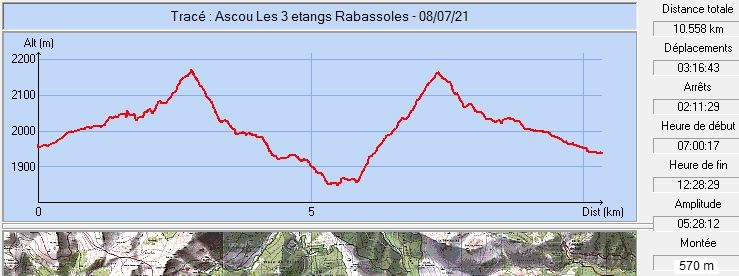 Tracé : Ascou Les 3 etangs Rabassoles - 08/07/21
Alt (m)
2200
2100
2000
1900
0
5
Dist (km)
Distance totale
10.558 km
Déplacements
03:16:43
Arrêts
02:11:29
Heure de début
07:00:17
Heure de fin
12:28:29
Amplitude
05:28:12
Montée
570 m